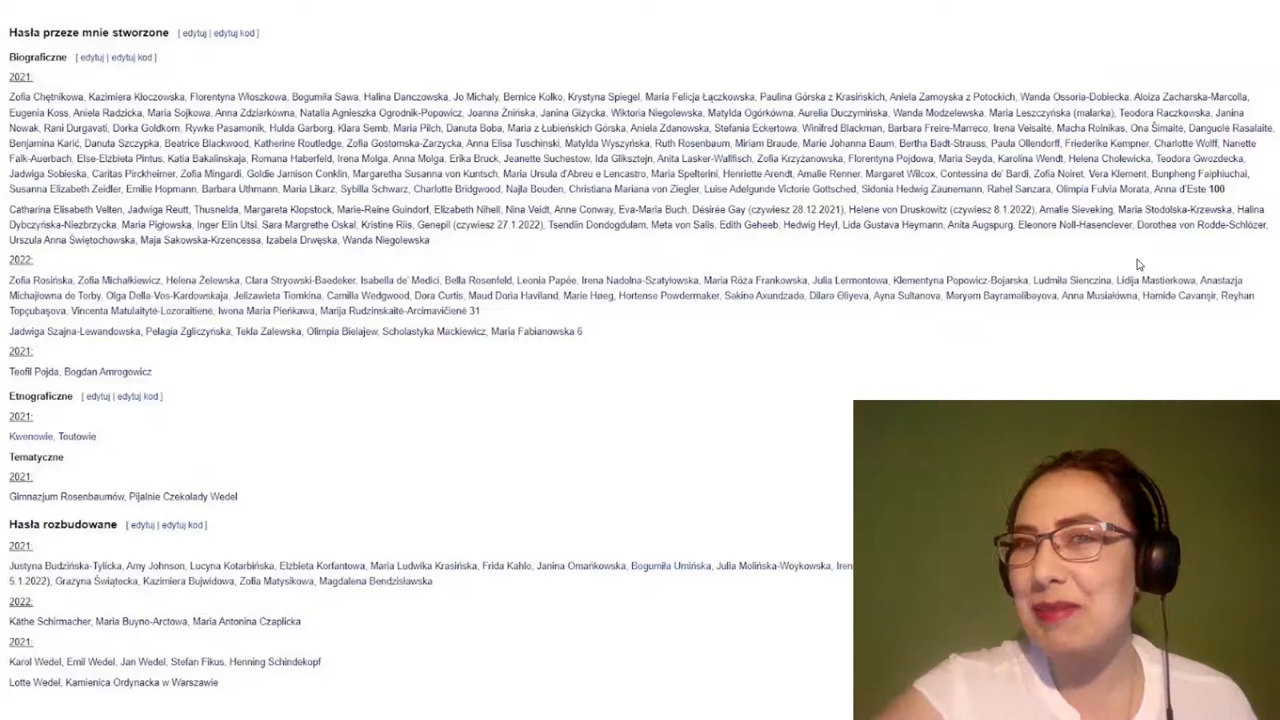 Hasła przeze mnie stworzone [ edytuj | edytuj kod ]
Biograficzne [ edytuj | edytuj kod ]
2021:
Zofia Chętnikowa, Kazimiera Kłoczowska, Florentyna Włoszkowa, Bogumiła Sawa, Halina Danczowska, Jo Michaly, Bernice Kolko, Krystyna Spiegel, Maria Felicja Łączkowska, Paulina Górska z Krasińskich, Aniela Zamoyska z Potockich, Wanda Ossoria-Dobiecka, Aloiza Zacharska-Marcolla,
Eugenia Koss, Aniela Radzicka, Maria Sojkowa, Anna Zdziarkówna, Natalia Agnieszka Ogrodnik-Popowicz, Joanna Żnińska, Janina Giżycka, Wiktoria Niegolewska, Matylda Ogórkówna, Aurelia Duczymińska, Wanda Modzelewska, Maria Leszczyńska (malarka), Teodora Raczkowska, Janina
Nowak, Rani Durgavati, Dorka Goldkorn, Rywke Pasamonik, Hulda Garborg, Klara Semb, Maria Pilch, Danuta Boba, Maria z Łubieńskich Górska, Aniela Zdanowska, Stefania Eckertowa, Winifred Blackman, Barbara Freire-Marreco, Irena Veisaitė, Macha Rolnikas, Ona Šimaitė, Danguolė Rasalaitė,
Benjamina Karić, Danuta Szczypka, Beatrice Blackwood, Katherine Routledge, Zofia Gostomska-Zarzycka, Anna Elisa Tuschinski, Matylda Wyszyńska, Ruth Rosenbaum, Miriam Braude, Marie Johanna Baum, Bertha Badt-Strauss, Paula Ollendorff, Friederike Kempner, Charlotte Wolff, Nanette
Falk-Auerbach, Else-Elżbieta Pintus, Katia Bakalinskaja, Romana Haberfeld, Irena Molga, Anna Molga, Erika Bruck, Jeanette Suchestow, Ida Gliksztejn, Anita Lasker-Wallfisch, Zofia Krzyżanowska, Florentyna Pojdowa, Maria Seyda, Karolina Wendt, Helena Cholewicka, Teodora Gwozdecka,
Jadwiga Sobieska, Caritas Pirckheimer, Zofia Mingardi, Goldie Jamison Conklin, Margaretha Susanna von Kuntsch, Maria Ursula d'Abreu e Lencastro, Maria Spelterini, Henriette Arendt, Amalie Renner, Margaret Wilcox, Contessina de' Bardi, Zofia Noiret, Vera Klement, Bunpheng Faiphiuchai,
Susanna Elizabeth Zeidler, Emilie Hopmann, Barbara Uthmann, Maria Likarz, Sybilla Schwarz, Charlotte Bridgwood, Najla Bouden, Christiana Mariana von Ziegler, Luise Adelgunde Victorie Gottsched, Sidonia Hedwig Zäunemann, Rahel Sanzara, Olimpia Fulvia Morata, Anna d'Este 100
Catharina Elisabeth Velten, Jadwiga Reutt, Thusnelda, Margareta Klopstock, Marie-Reine Guindorf, Elizabeth Nihell, Nina Veidt, Anne Conway, Eva-Maria Buch, Désirée Gay (czywiesz 28.12.2021), Helene von Druskowitz (czywiesz 8.1.2022), Amalie Sieveking, Maria Stodolska-Krzewska, Halina
Dybczyńska-Niezbrzycka, Maria Pigłowska, Inger Elin Utsi, Sara Margrethe Oskal, Kristine Riis, Genepil (czywiesz 27.1.2022), Tsendiin Dondogdulam, Meta von Salis, Edith Geheeb, Hedwig Heyl, Lida Gustava Heymann, Anita Augspurg, Eleonore Noll-Hasenclever, Dorothea von Rodde-Schlözer,
Urszula Anna Świętochowska, Maja Sakowska-Krzencessa, Izabela Drwęska, Wanda Niegolewska
2022:
Zofia Rosińska, Zofia Michałkiewicz, Helena Żelewska, Clara Stryowski-Baedeker, Isabella de' Medici, Bella Rosenfeld, Leonia Papée, Irena Nadolna-Szatyłowska, Maria Róża Frankowska, Julia Lermontowa, Klementyna Popowicz-Bojarska, Ludmiła Sienczina, Lidija Mastierkowa, Anastazja
Michajłowna de Torby, Olga Della-Vos-Kardowskaja, Jelizawieta Tiomkina, Camilla Wedgwood, Dora Curtis, Maud Doria Haviland, Marie Høeg, Hortense Powdermaker, Sakinə Axundzadə, Dilarə Əliyeva, Ayna Sultanova, Məryəm Bayraməlibəyova, Anna Musiałówna, Həmidə Cavanşir, Reyhan
Topçubaşova, Vincenta Matulaitytė-Lozoraitienė, Iwona Maria Pieńkawa, Marija Rudzinskaitė-Arcimavičienė 31
Jadwiga Szajna-Lewandowska, Pelagia Zgliczyńska, Tekla Zalewska, Olimpia Bielajew, Scholastyka Mackiewicz, Maria Fabianowska 6
2021:
Teofil Pojda, Bogdan Amrogowicz
Etnograficzne [ edytuj | edytuj kod ]
2021:
Kwenowie, Toutowie
Tematyczne
2021:
Gimnazjum Rosenbaumów, Pijalnie Czekolady Wedel
Hasła rozbudowane [ edytuj | edytuj kod ]
2021:
Justyna Budzińska-Tylicka, Amy Johnson, Lucyna Kotarbińska, Elżbieta Korfantowa, Maria Ludwika Krasińska, Frida Kahlo, Janina Omańkowska, Bogumiła Umińska, Julia Molińska-Woykowska, Iren
5.1.2022), Grażyna Świątecka, Kazimiera Bujwidowa, Zofia Matysikowa, Magdalena Bendzisławska
2022:
Käthe Schirmacher, Maria Buyno-Arctowa, Maria Antonina Czaplicka
2021:
Karol Wedel, Emil Wedel, Jan Wedel, Stefan Fikus, Henning Schindekopf
Lotte Wedel, Kamienica Ordynacka w Warszawie